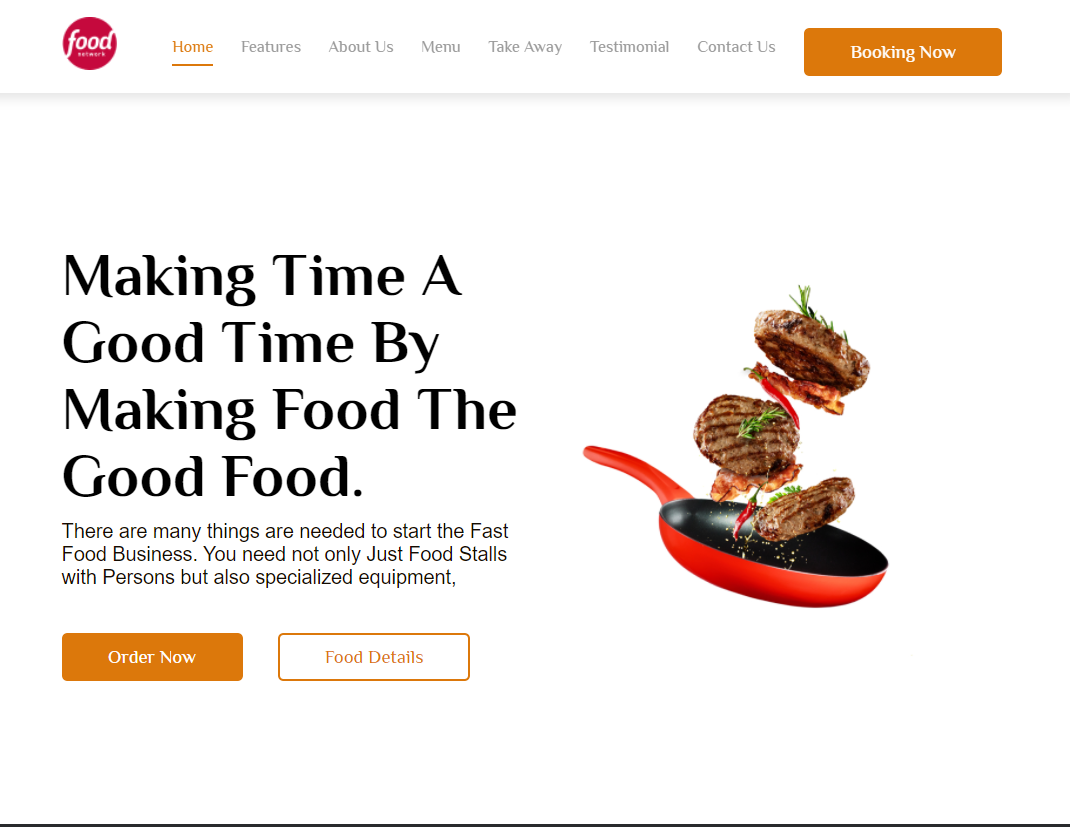 food
network
Home
Features
About Us
Menu
Take Away
Testimonial
Contact Us
Booking Now
Making Time A
Good Time By
Making Food The
Good Food.
There are many things are needed to start the Fast
Food Business. You need not only Just Food Stalls
with Persons but also specialized equipment,
Order Now
Food Details